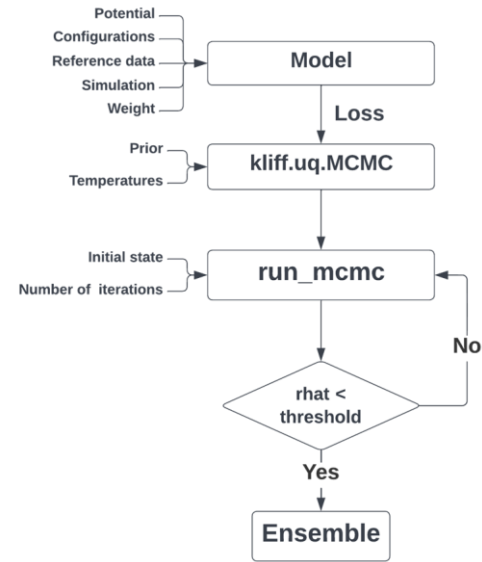 Potential
Configurations
Reference data
Simulation
Weight
Model
Loss
Prior
Temperatures
kliff.uq.MCMC
Initial state
Number of iterations
run_mcmc
No
rhat <
threshold
Yes
Ensemble